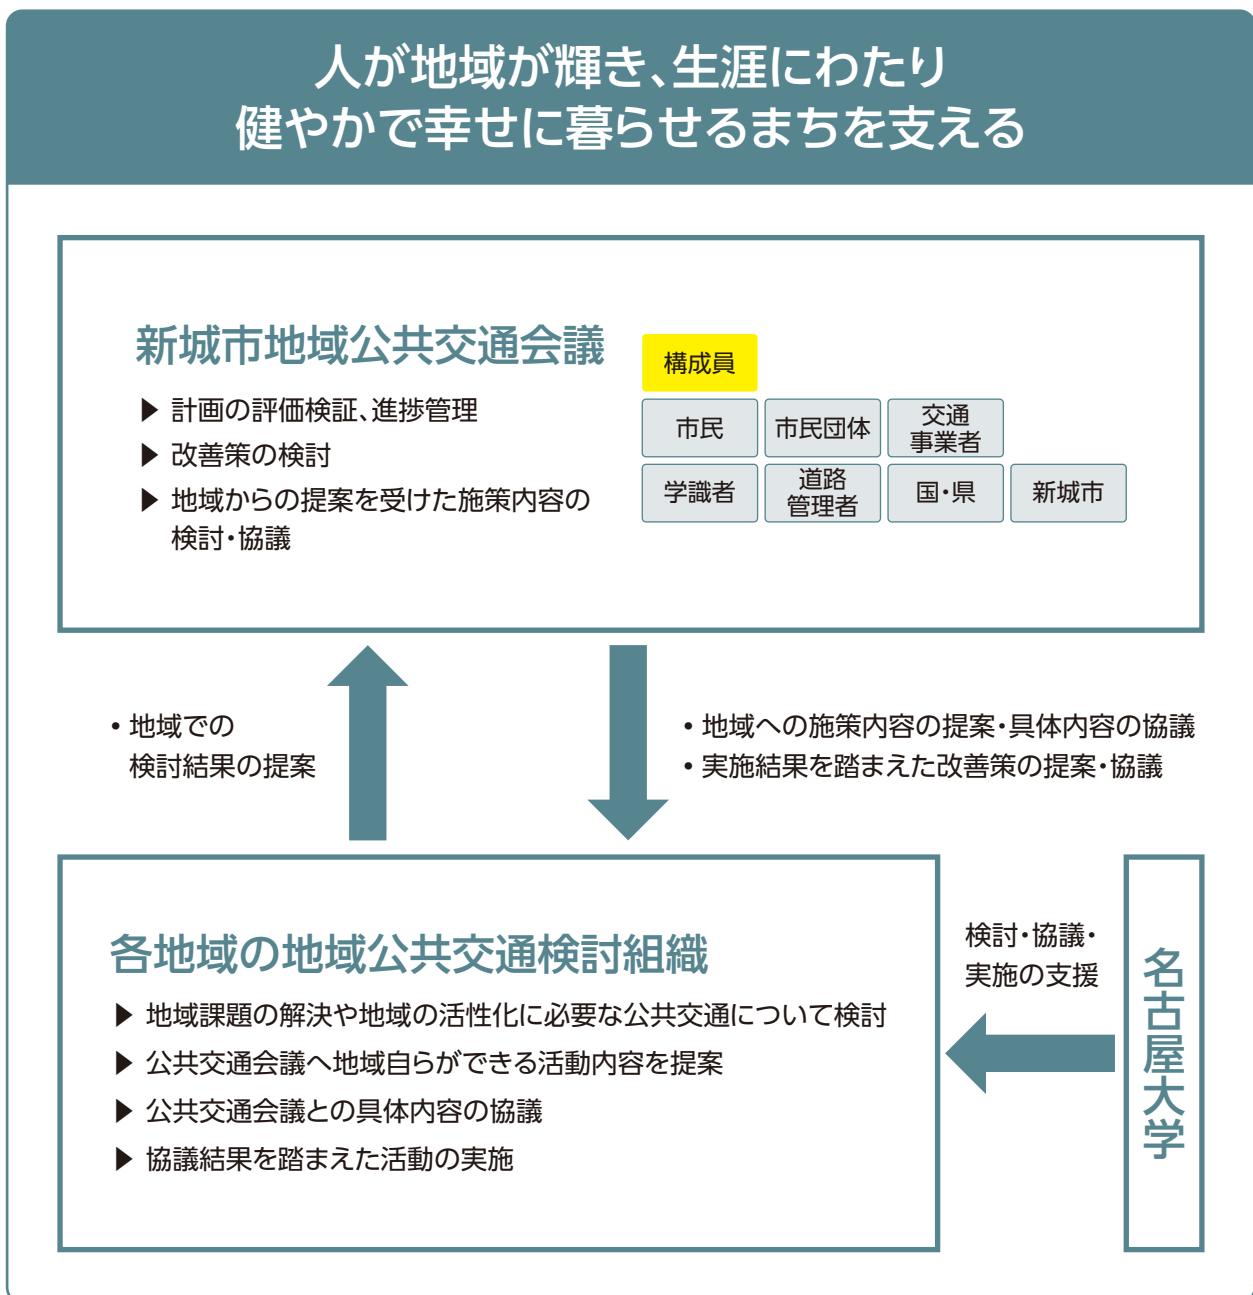 人が地域が輝き、生涯にわたり
健やかで幸せに暮らせるまちを支える
新城市地域公共交通会議
▶ 計画の評価検証、進捗管理
▶ 改善策の検討
▶ 地域からの提案を受けた施策内容の
検討・協議
構成員
市民
市民団体
交通
事業者
学識者
道路
管理者
国・県
新城市
• 地域での
検討結果の提案
• 地域への施策内容の提案・具体内容の協議
• 実施結果を踏まえた改善策の提案・協議
各地域の地域公共交通検討組織
▶ 地域課題の解決や地域の活性化に必要な公共交通について検討
▶ 公共交通会議へ地域自らができる活動内容を提案
▶ 公共交通会議との具体内容の協議
▶ 協議結果を踏まえた活動の実施
検討・協議・
実施の支援
名古屋大学